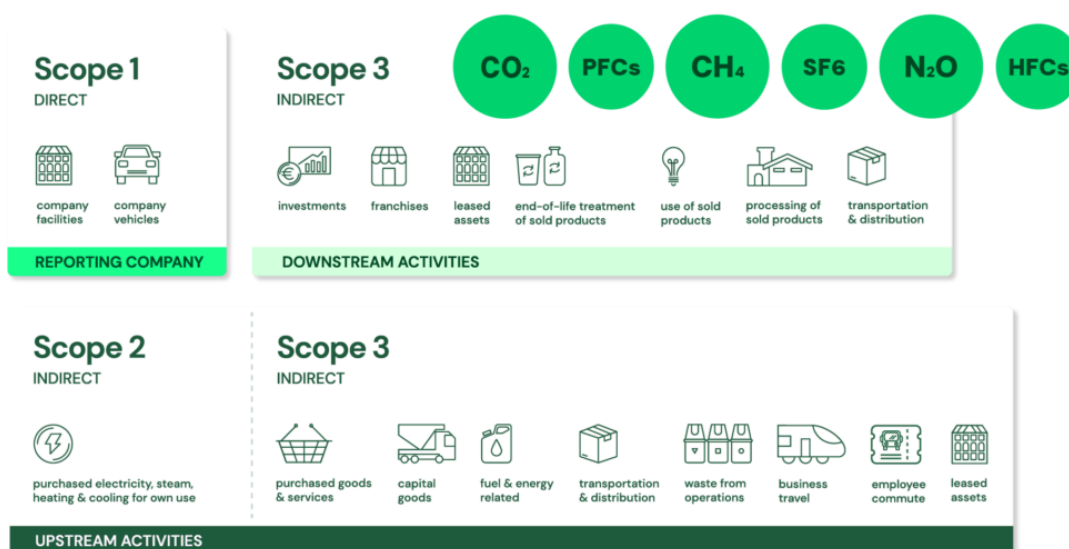 Scope 1
DIRECT
company
facilities
company
vehicles
REPORTING COMPANY
Scope 3
INDIRECT
CO₂
PFCs
CH₄
SF6
N₂O
HFCs
investments
franchises
leased
assets
end-of-life treatment
of sold products
use of sold
products
processing of
sold products
transportation
& distribution
DOWNSTREAM ACTIVITIES
Scope 2
INDIRECT
purchased electricity, steam,
heating & cooling for own use
Scope 3
INDIRECT
purchased goods
& services
capital
goods
fuel & energy
related
transportation
& distribution
waste from
operations
business
travel
employee
commute
leased
assets
UPSTREAM ACTIVITIES